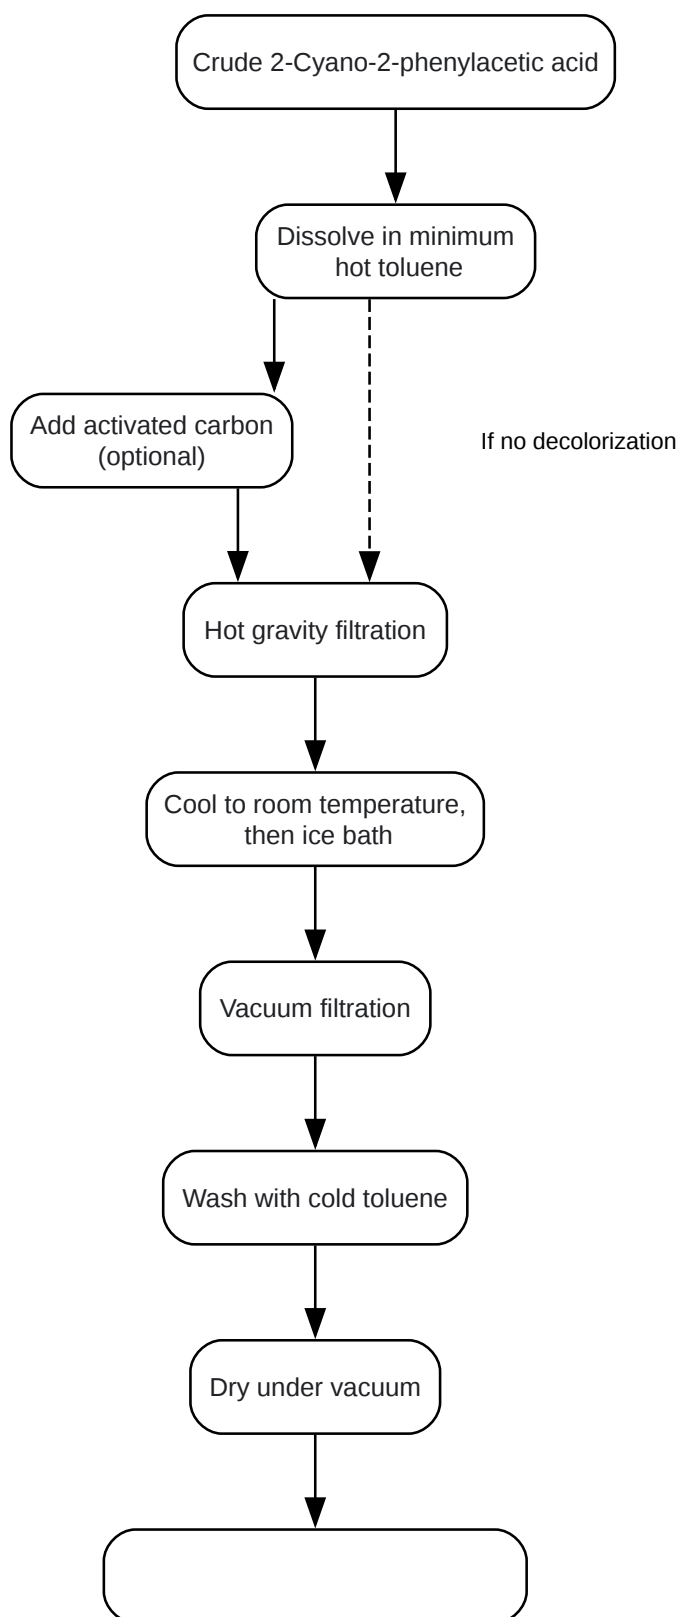 Crude 2-Cyano-2-phenylacetic acid
Dissolve in minimum
hot toluene
Add activated carbon
(optional)
If no decolorization
Hot gravity filtration
Cool to room temperature,
then ice bath
Vacuum filtration
Wash with cold toluene
Dry under vacuum